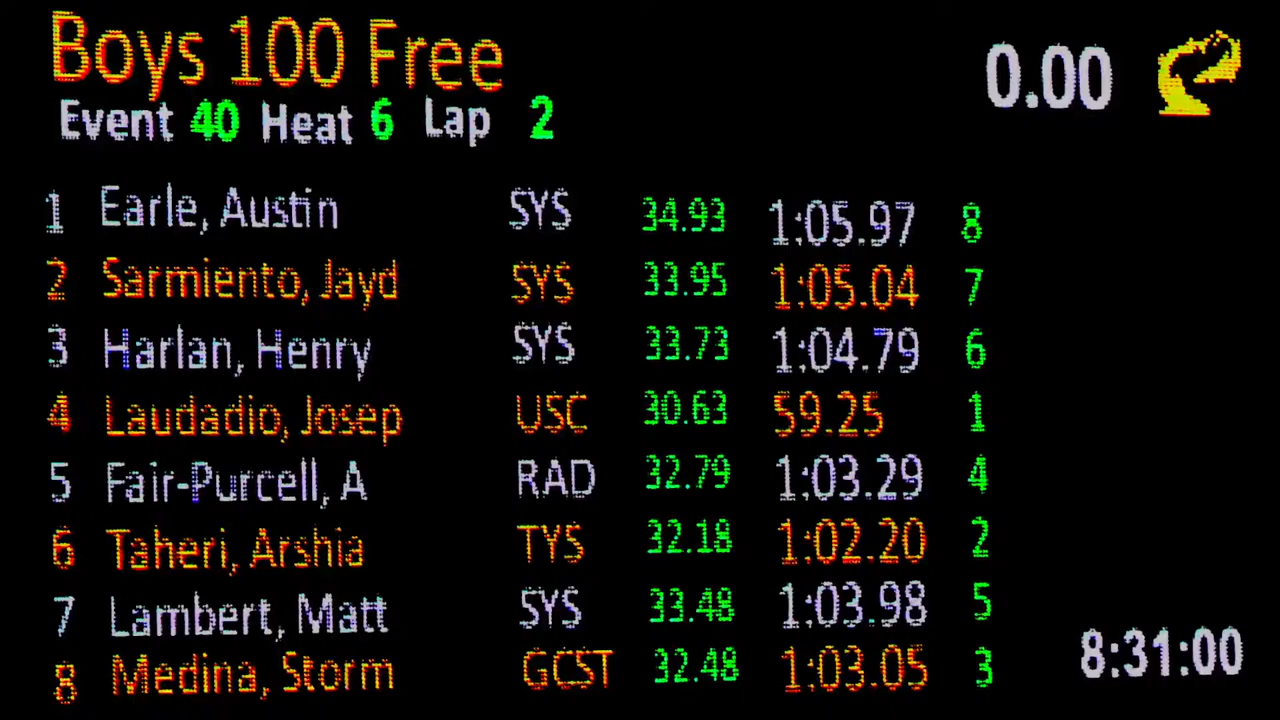 Boys 100 Free 0.00
Event 40 Heat 6 Lap 2
1 Earle, Austin SYS 34.93 1:05.97 8
2 Sarmiento, Jayd SYS 33.95 1:05.04 7
3 Harlan, Henry SYS 33.73 1:04.79 6
4 Laudadio, Josep USC 30.63 59.25 1
5 Fair-Purcell, A RAD 32.79 1:03.29 4
6 Taheri, Arshia TYS 32.18 1:02.20 2
7 Lambert, Matt SYS 33.48 1:03.98 5
8 Medina, Storm GCST 32.48 1:03.05 3
8:31:00